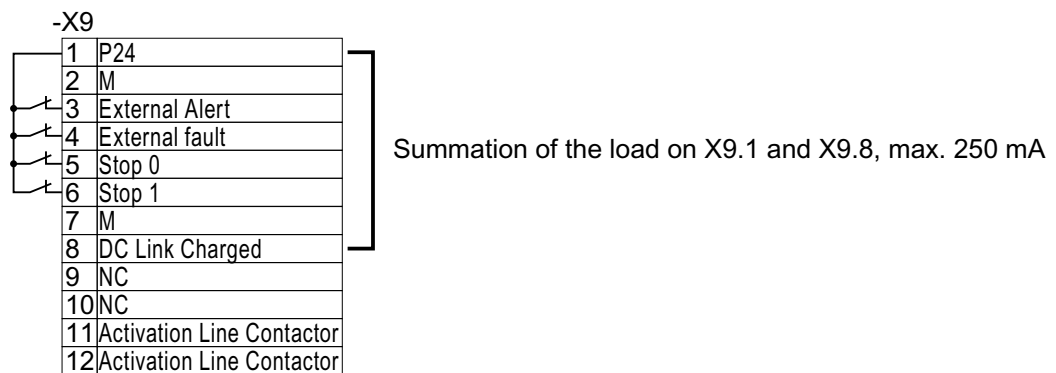 -X9
1 P24
2 M
3 External Alert
4 External fault
5 Stop 0
6 Stop 1
7 M
8 DC Link Charged
9 NC
10 NC
11 Activation Line Contactor
12 Activation Line Contactor
Summation of the load on X9.1 and X9.8, max. 250 mA